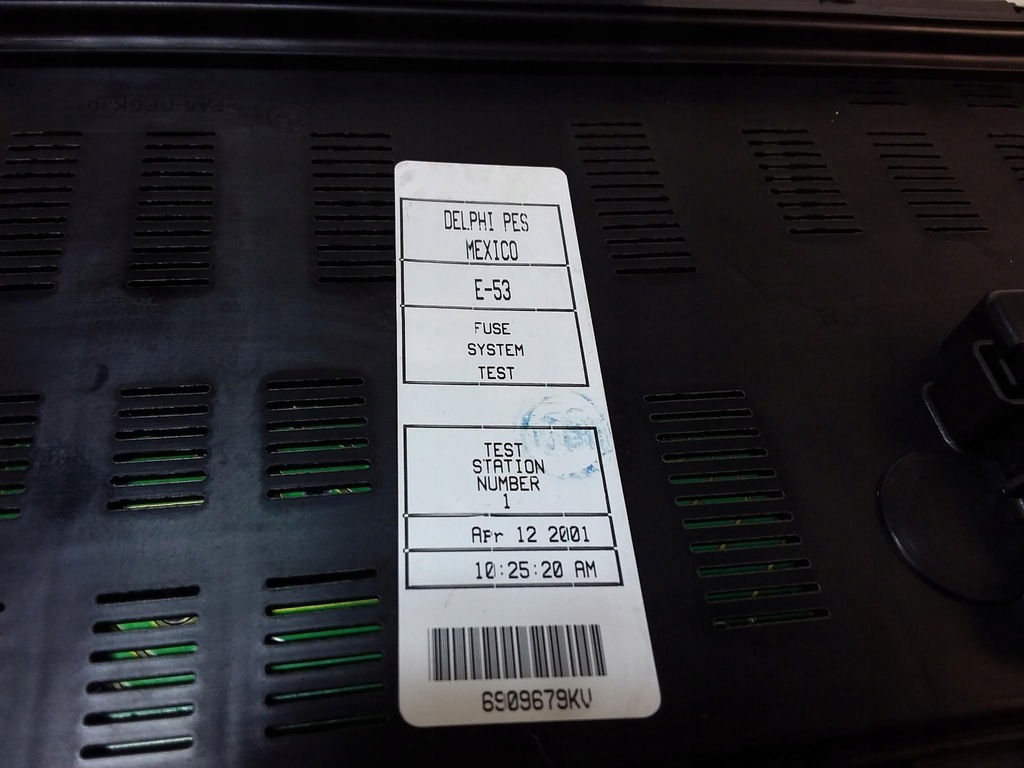 DELPHI PES
MEXICO
E-53
FUSE
SYSTEM
TEST
TEST
STATION
NUMBER
1
Apr 12 2001
10:25:20 AM
6909679KV